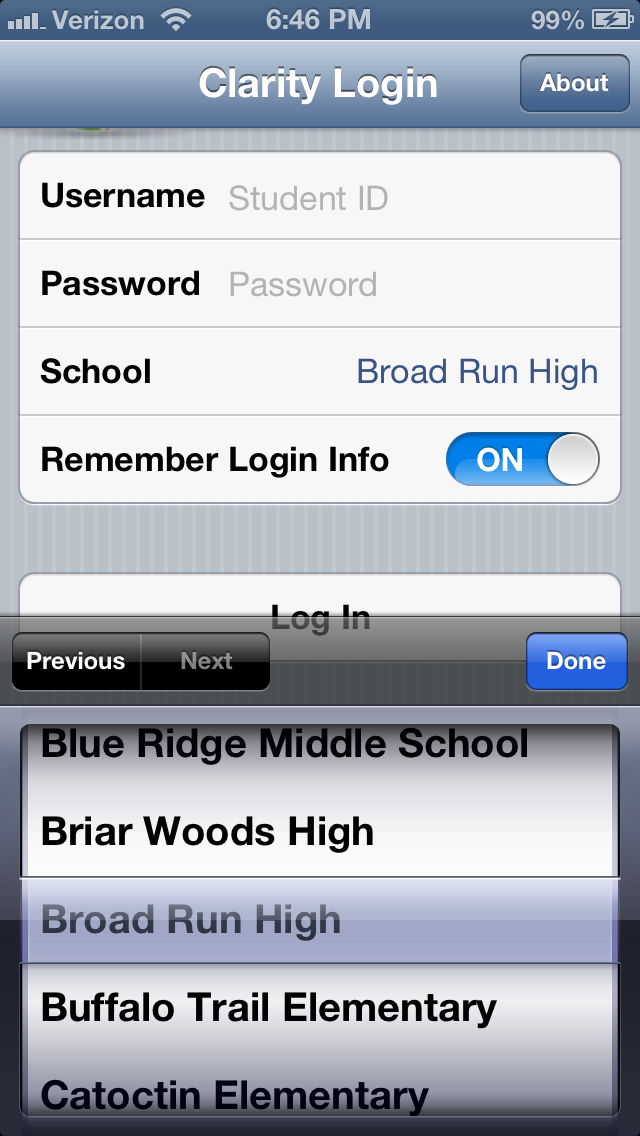 Verizon 6:46 PM 99%
Clarity Login About
Username Student ID
Password Password
School Broad Run High
Remember Login Info ON
Log In
Previous Next Done
Blue Ridge Middle School
Briar Woods High
Broad Run High
Buffalo Trail Elementary
Catoctin Elementary